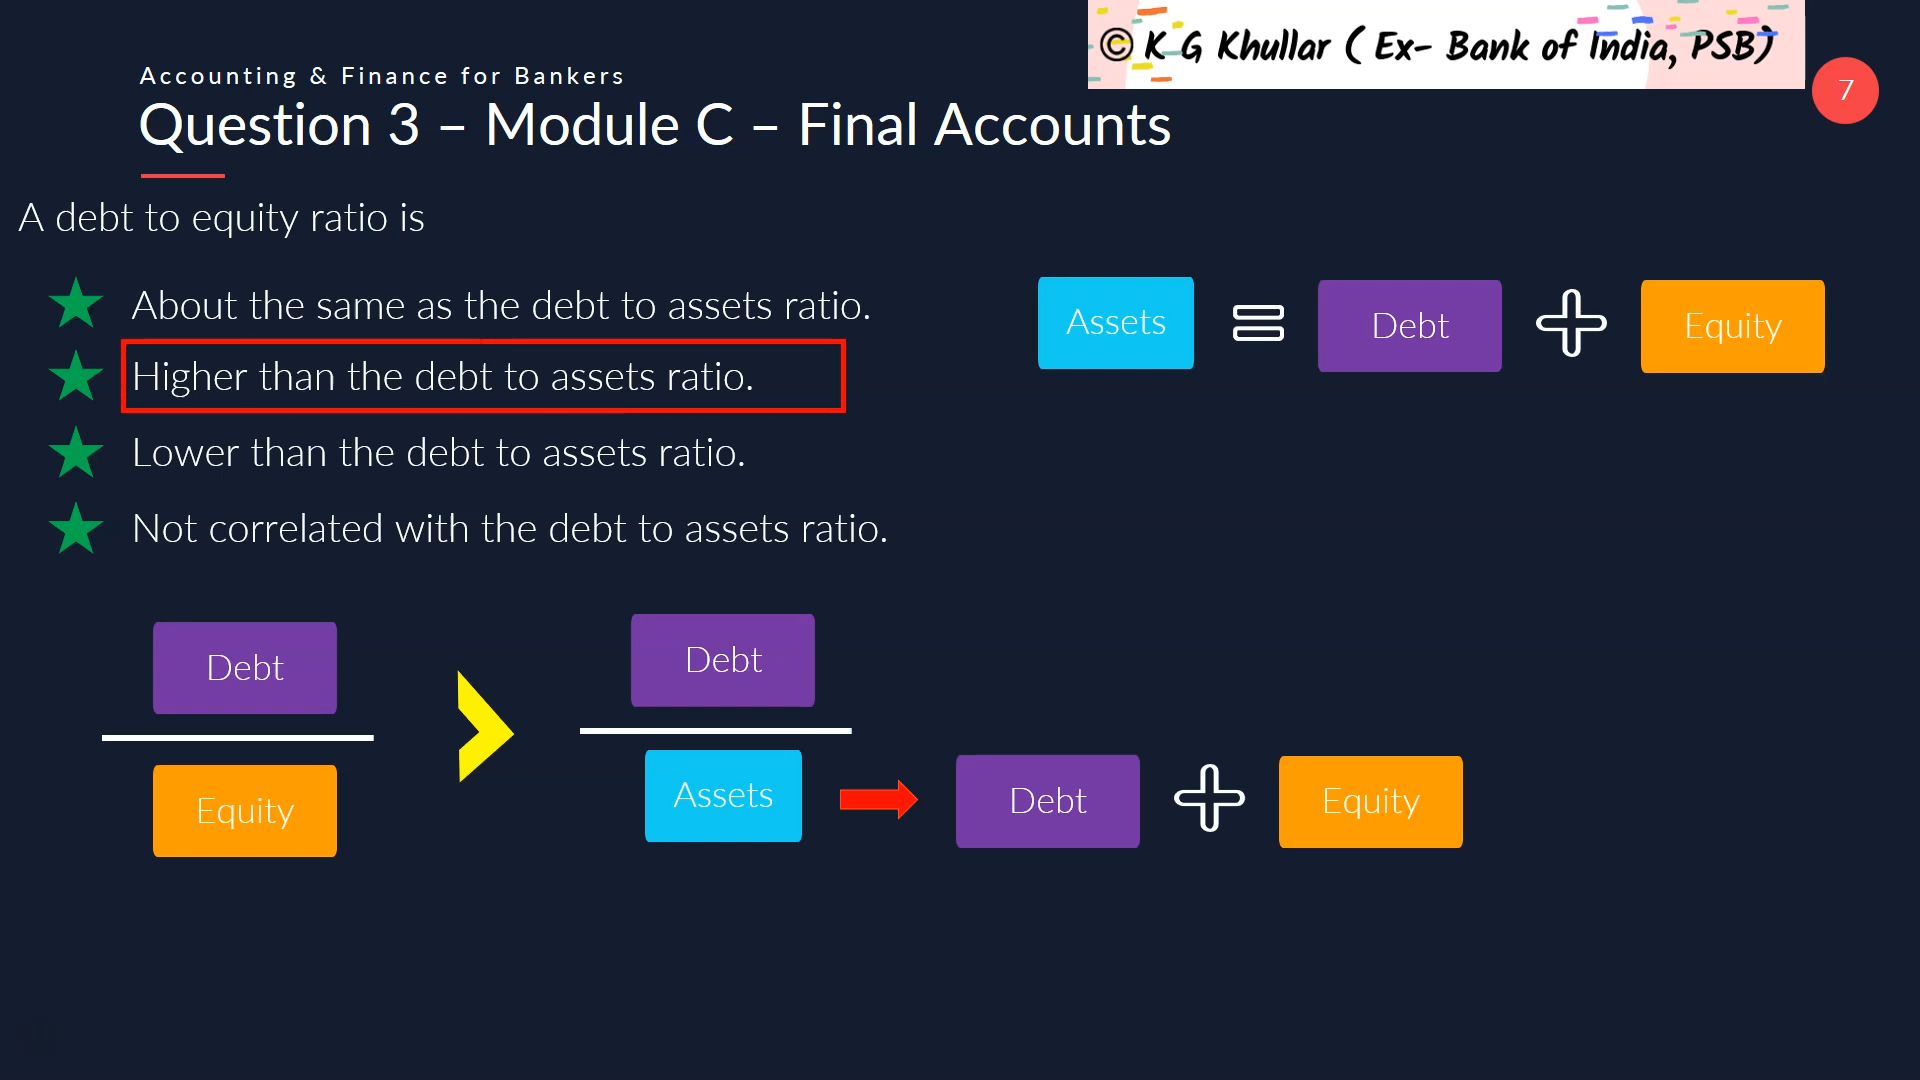 © K G Khullar ( Ex- Bank of India, PSB)
7
Accounting & Finance for Bankers
Question 3 – Module C – Final Accounts
A debt to equity ratio is
About the same as the debt to assets ratio.
Higher than the debt to assets ratio.
Lower than the debt to assets ratio.
Not correlated with the debt to assets ratio.
Assets = Debt + Equity
Debt > Debt
Equity Assets Debt + Equity